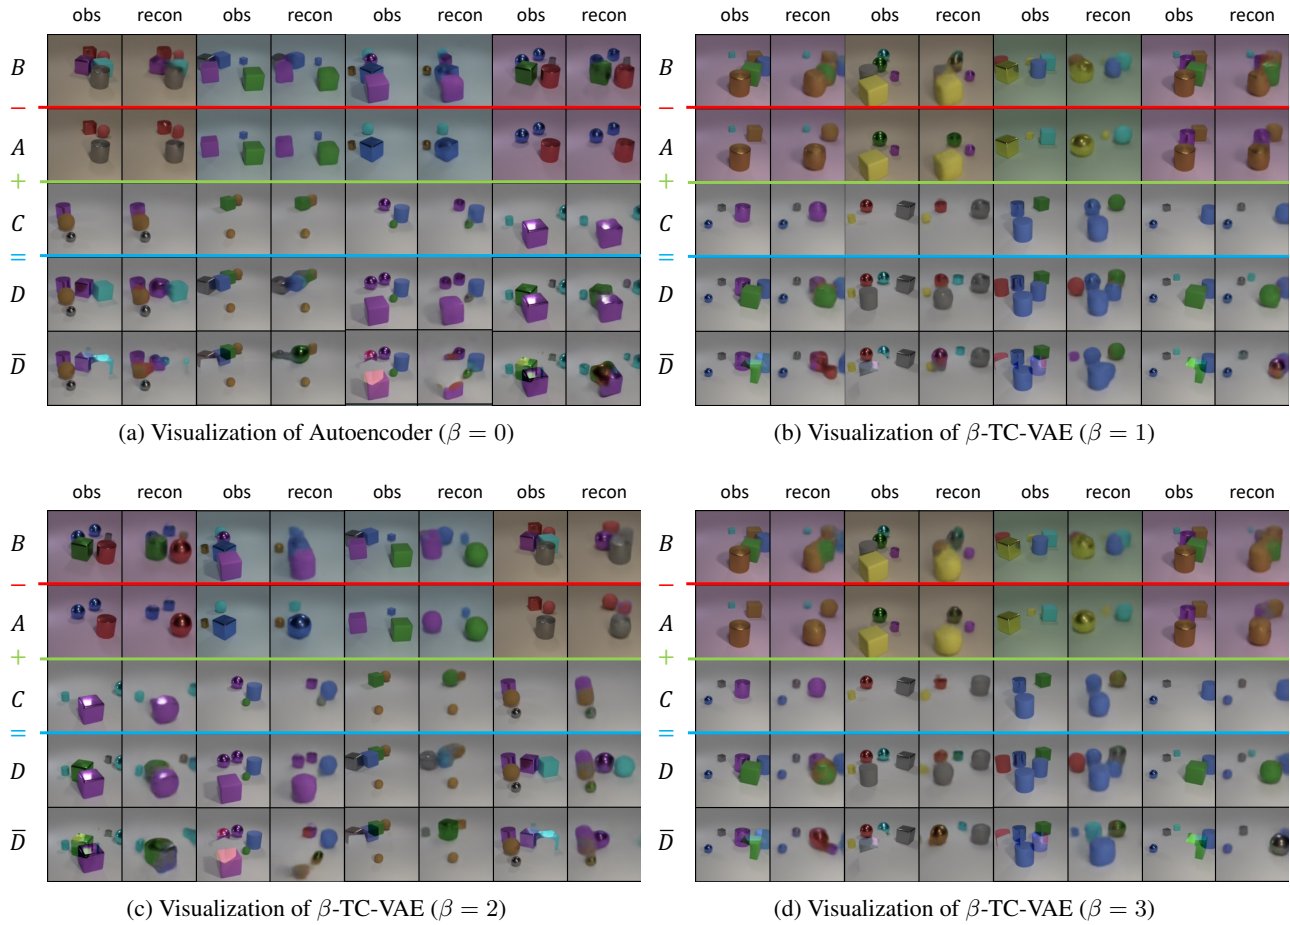 obs recon obs recon obs recon obs recon
B
−
A
+
C
=
D
D̅
(a) Visualization of Autoencoder (β = 0)
obs recon obs recon obs recon obs recon
B
−
A
+
C
=
D
D̅
(b) Visualization of β-TC-VAE (β = 1)
obs recon obs recon obs recon obs recon
B
−
A
+
C
=
D
D̅
(c) Visualization of β-TC-VAE (β = 2)
obs recon obs recon obs recon obs recon
B
−
A
+
C
=
D
D̅
(d) Visualization of β-TC-VAE (β = 3)